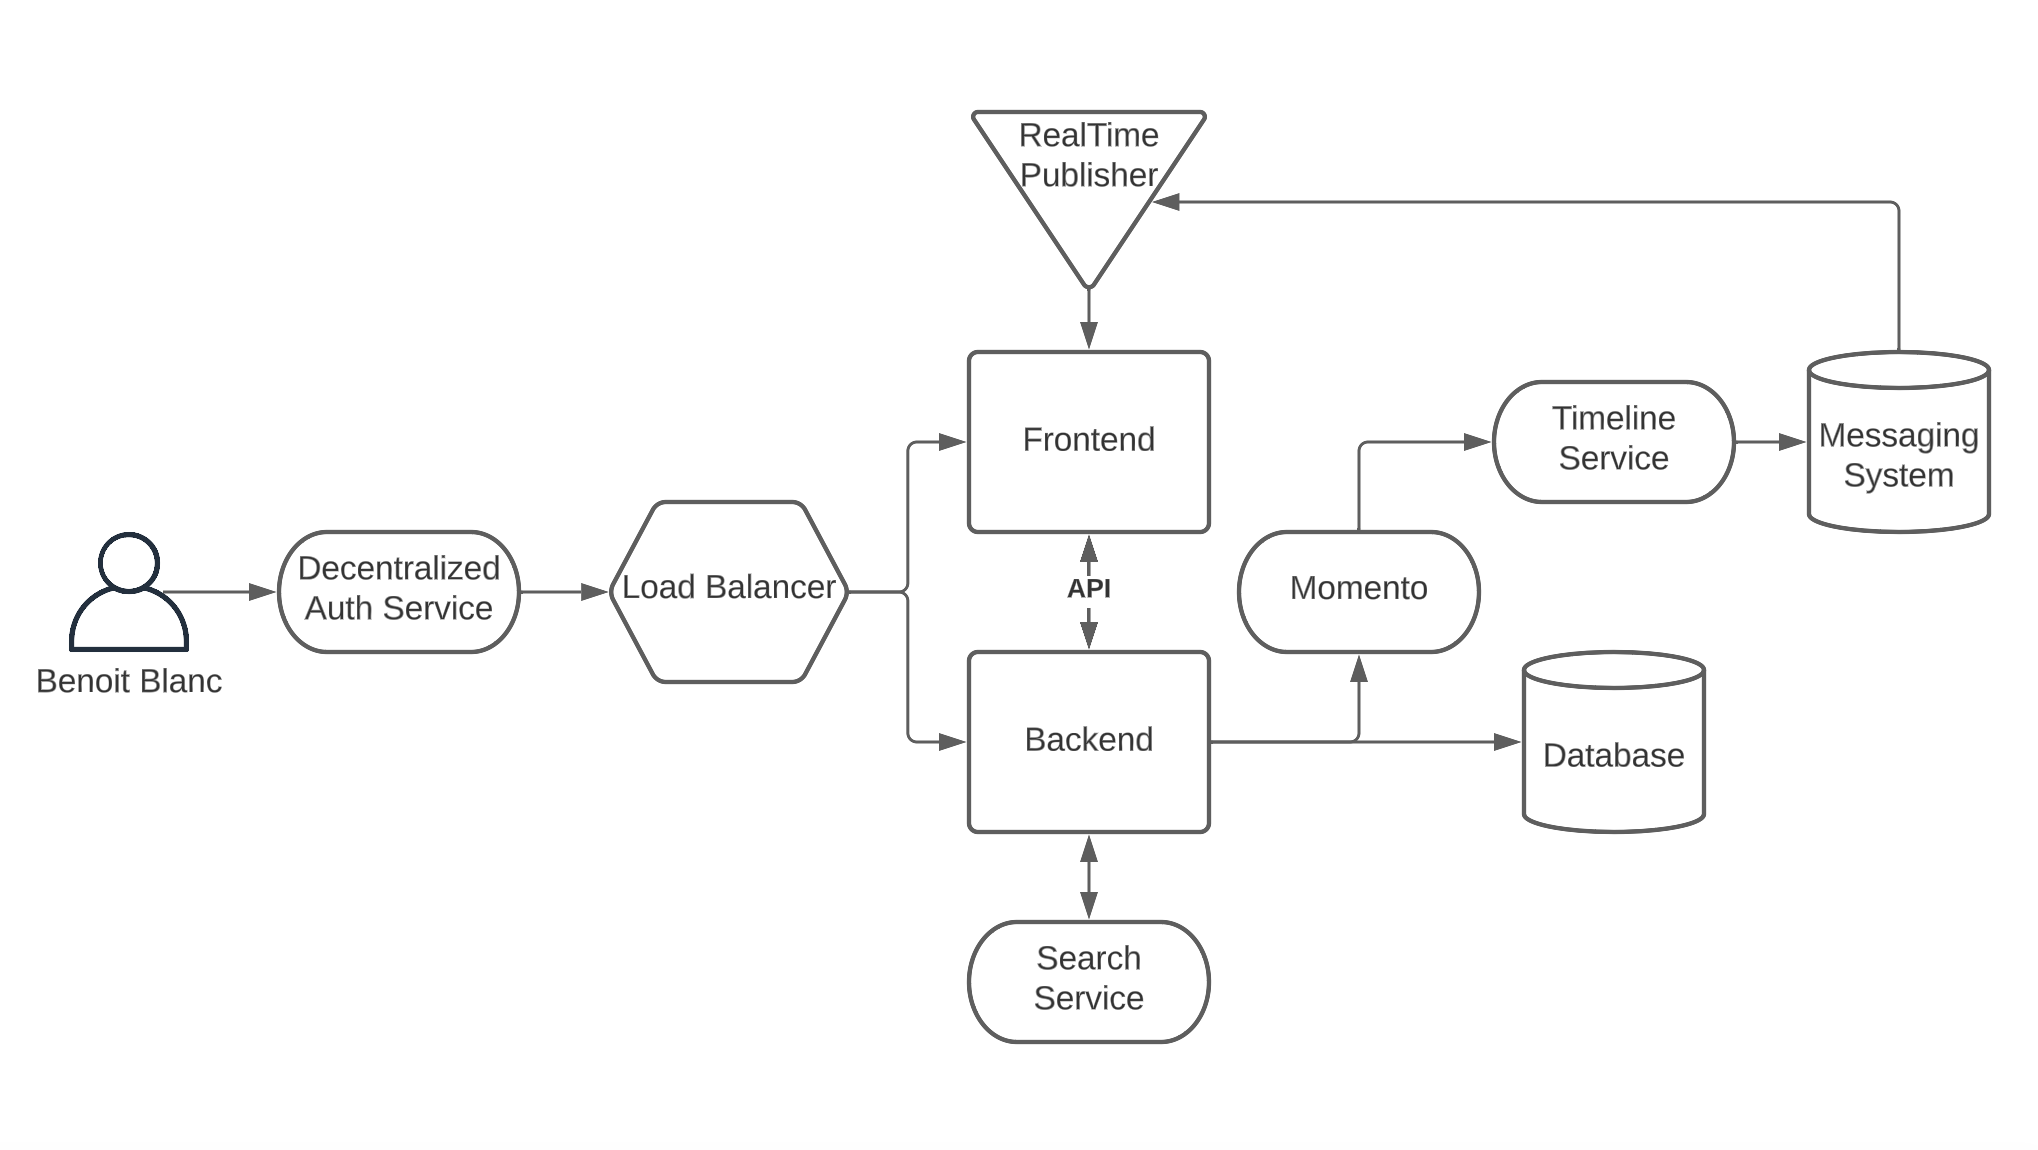 RealTime
Publisher
Frontend
Timeline
Service
Messaging
System
Decentralized
Auth Service
Load Balancer
API
Momento
Benoit Blanc
Backend
Database
Search
Service